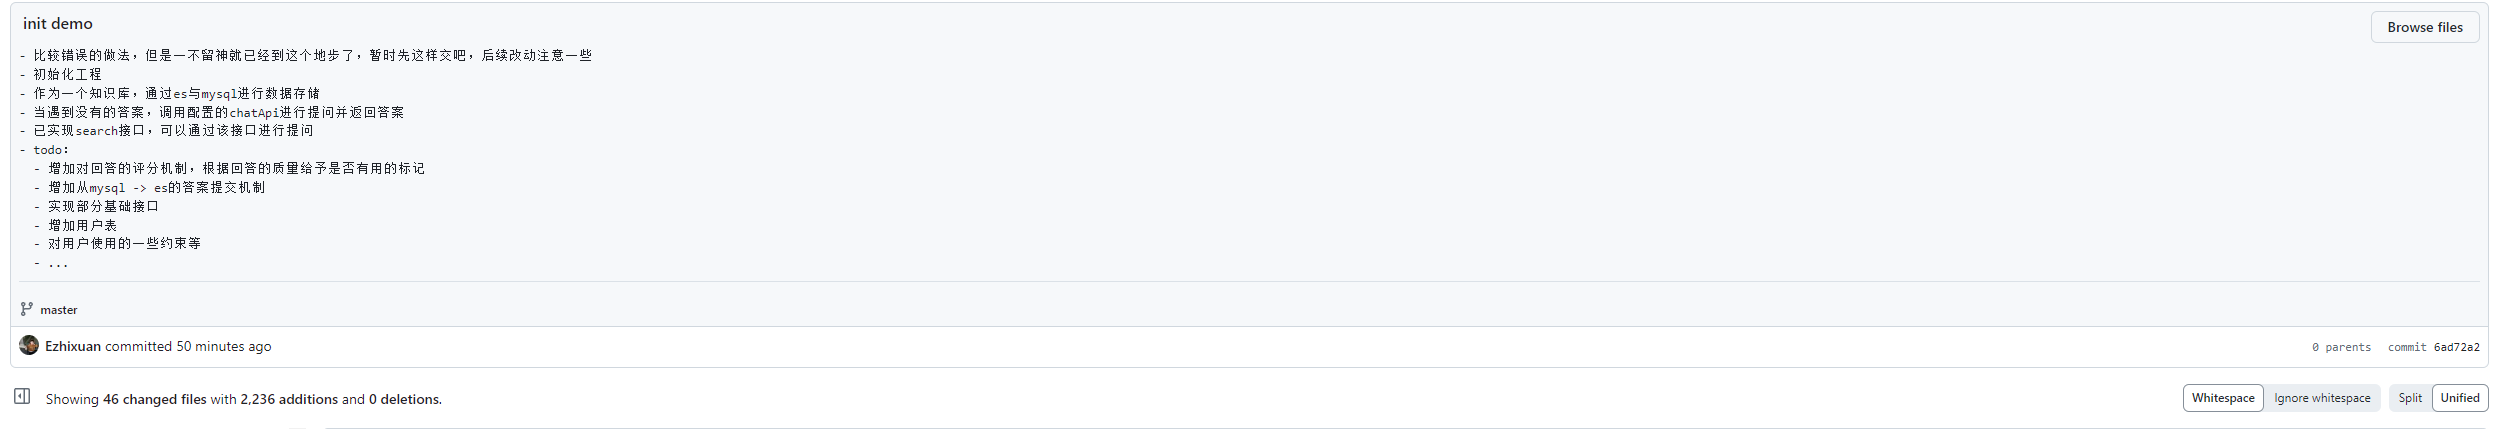 init demo
Browse files
- 比较错误的做法，但是一不留神就已经到这个地步了，暂时先这样交吧，后续改动注意一些
- 初始化工程
- 作为一个知识库，通过es与mysql进行数据存储
- 当遇到没有的答案，调用配置的chatApi进行提问并返回答案
- 已实现search接口，可以通过该接口进行提问
- todo：
- 增加对回答的评分机制，根据回答的质量给予是否有用的标记
- 增加从mysql -> es的答案提交机制
- 实现部分基础接口
- 增加用户表
- 对用户使用的一些约束等
- ...
master
Ezhixuan committed 50 minutes ago
0 parents commit 6ad72a2
Showing 46 changed files with 2,236 additions and 0 deletions.
Whitespace Ignore whitespace Split Unified